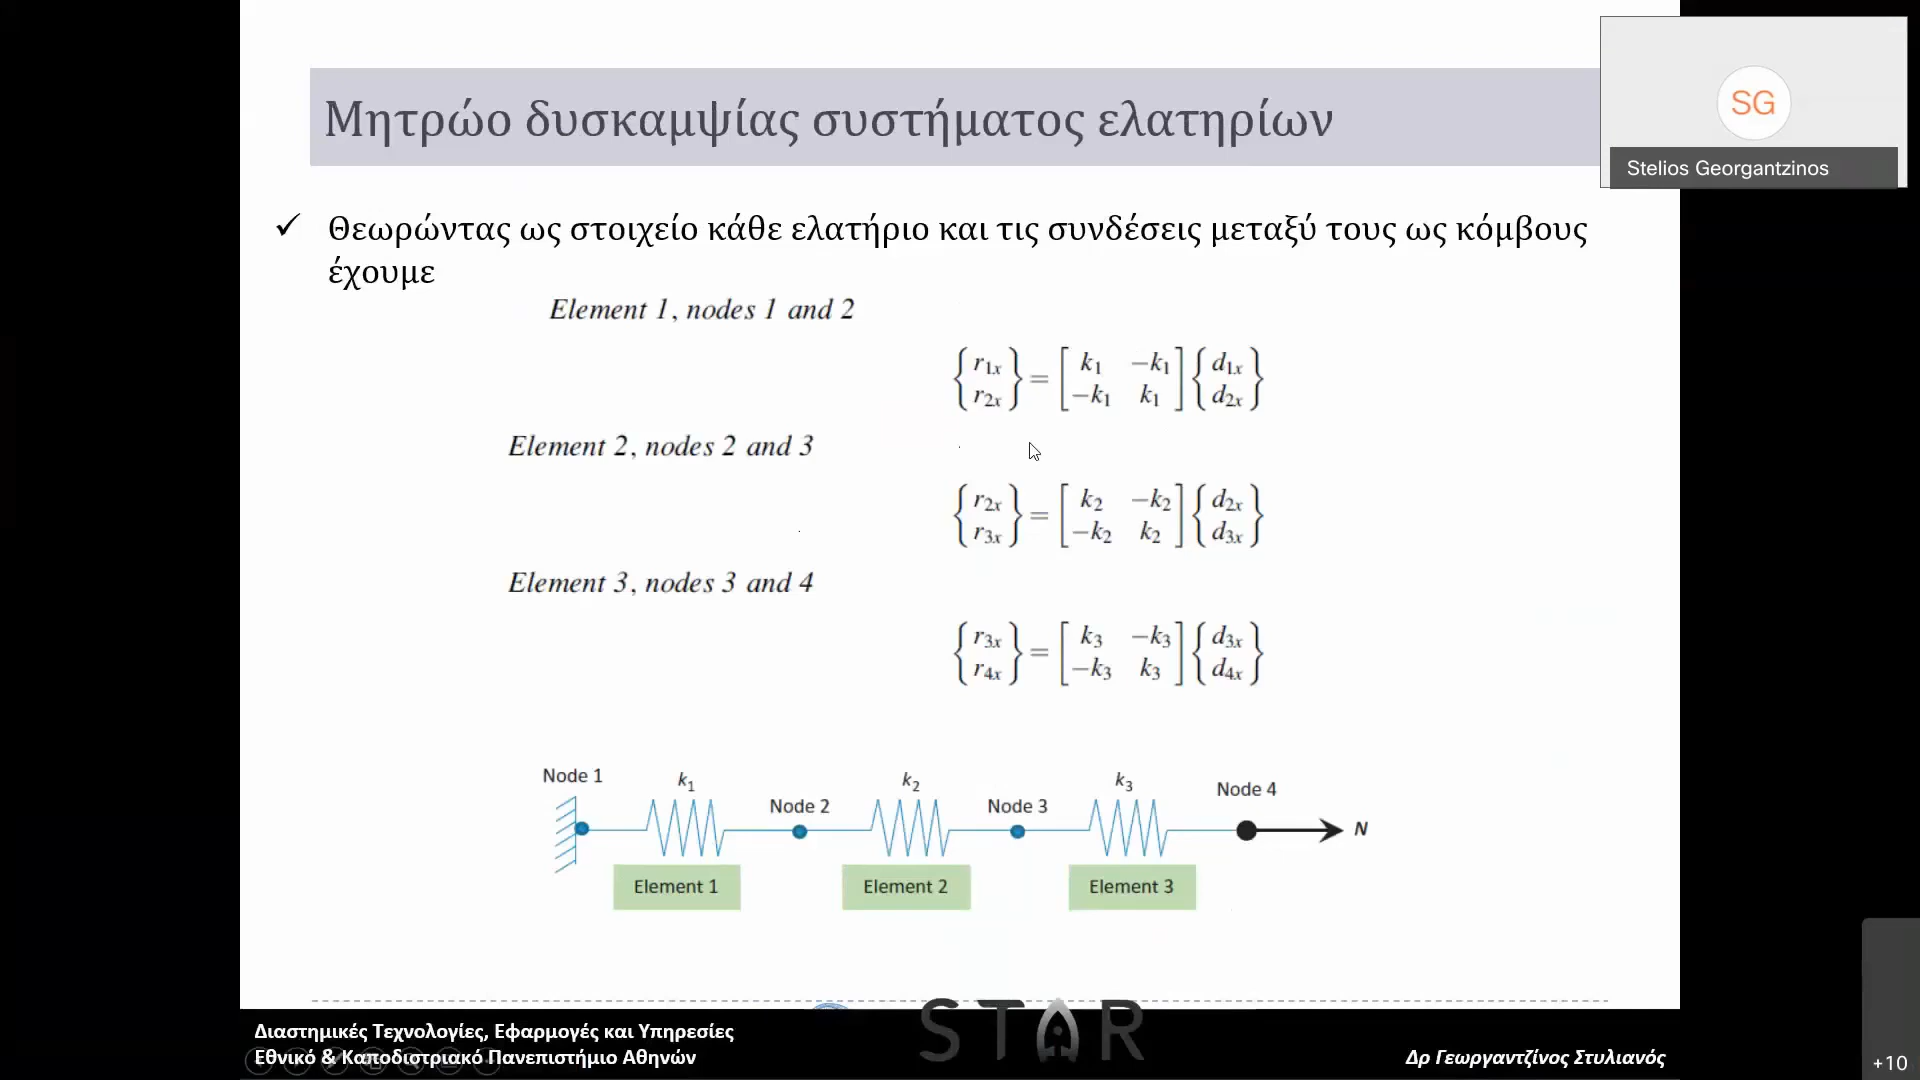 Μητρώο δυσκαμψίας συστήματος ελατηρίων
SG
Stelios Georgantzinos
✓ Θεωρώντας ως στοιχείο κάθε ελατήριο και τις συνδέσεις μεταξύ τους ως κόμβους
έχουμε
Element 1, nodes 1 and 2
{r1x r2x} = [k1 −k1 −k1 k1] {d1x d2x}
Element 2, nodes 2 and 3
{r2x r3x} = [k2 −k2 −k2 k2] {d2x d3x}
Element 3, nodes 3 and 4
{r3x r4x} = [k3 −k3 −k3 k3] {d3x d4x}
Node 1 k1 Node 2 k2 Node 3 k3 Node 4
N
Element 1 Element 2 Element 3
STAR
Διαστημικές Τεχνολογίες, Εφαρμογές και Υπηρεσίες
Εθνικό & Καποδιστριακό Πανεπιστήμιο Αθηνών
Δρ Γεωργαντζίνος Στυλιανός
+10